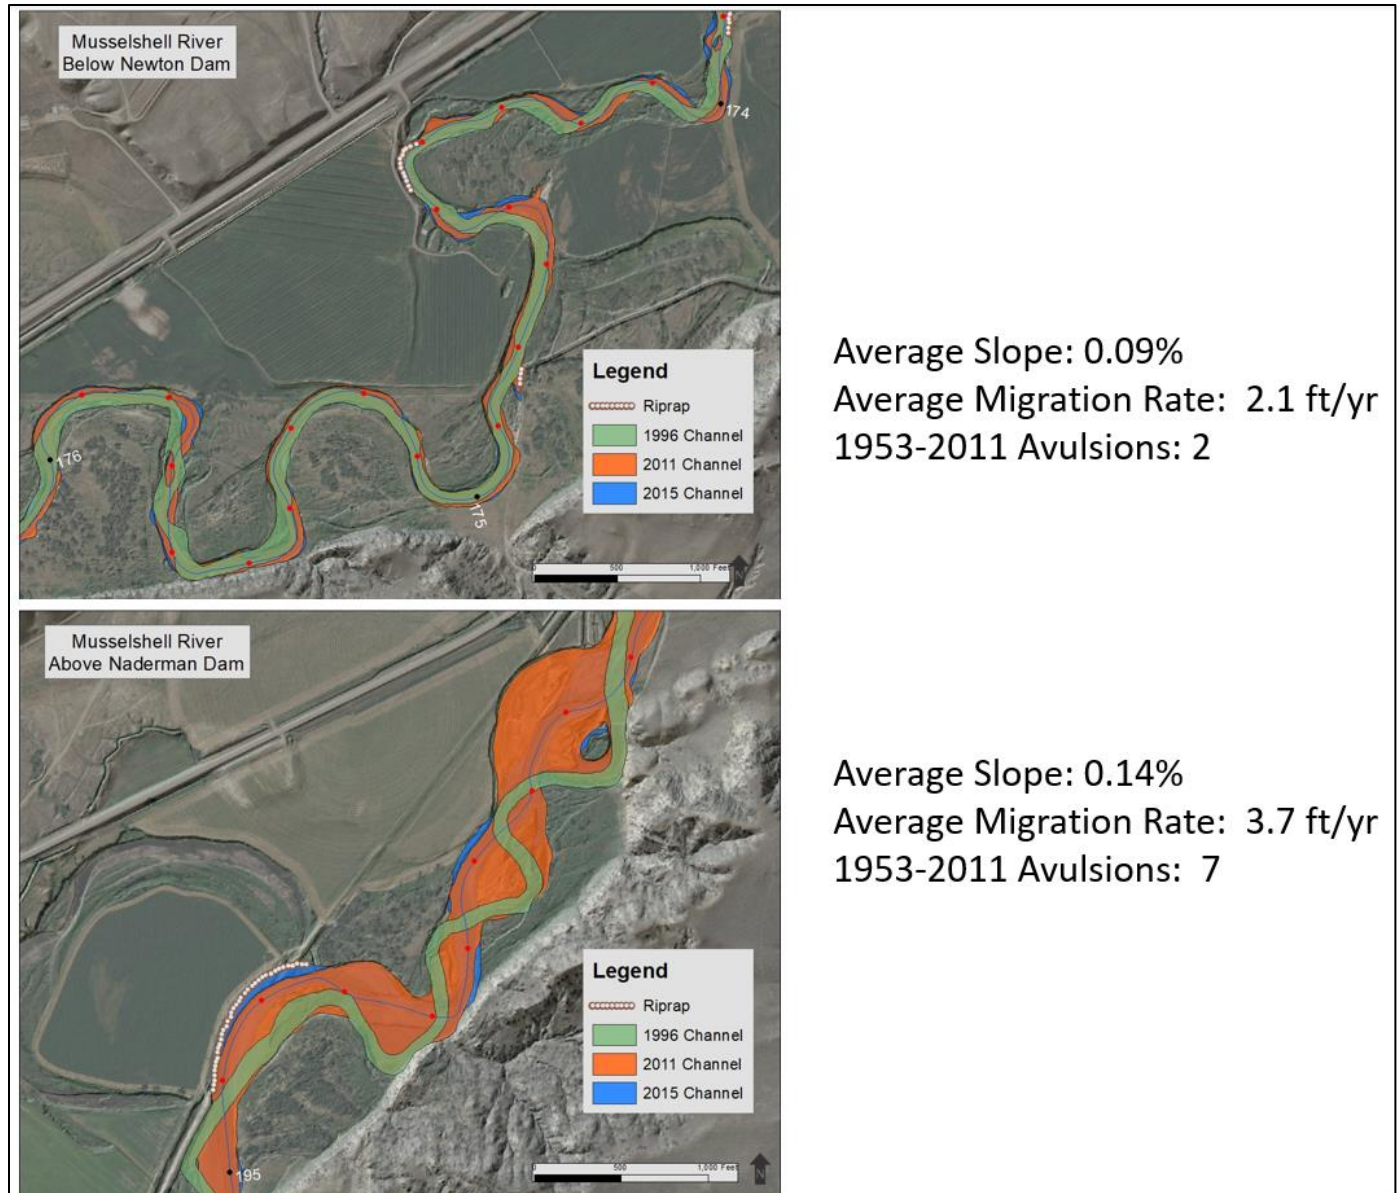 Musselshell River
Below Newton Dam
174
176
175
Legend
Riprap
1996 Channel
2011 Channel
2015 Channel
0 500 1,000 Feet
N
Average Slope: 0.09%
Average Migration Rate: 2.1 ft/yr
1953-2011 Avulsions: 2
Musselshell River
Above Naderman Dam
195
Legend
Riprap
1996 Channel
2011 Channel
2015 Channel
0 500 1,000 Feet
N
Average Slope: 0.14%
Average Migration Rate: 3.7 ft/yr
1953-2011 Avulsions: 7